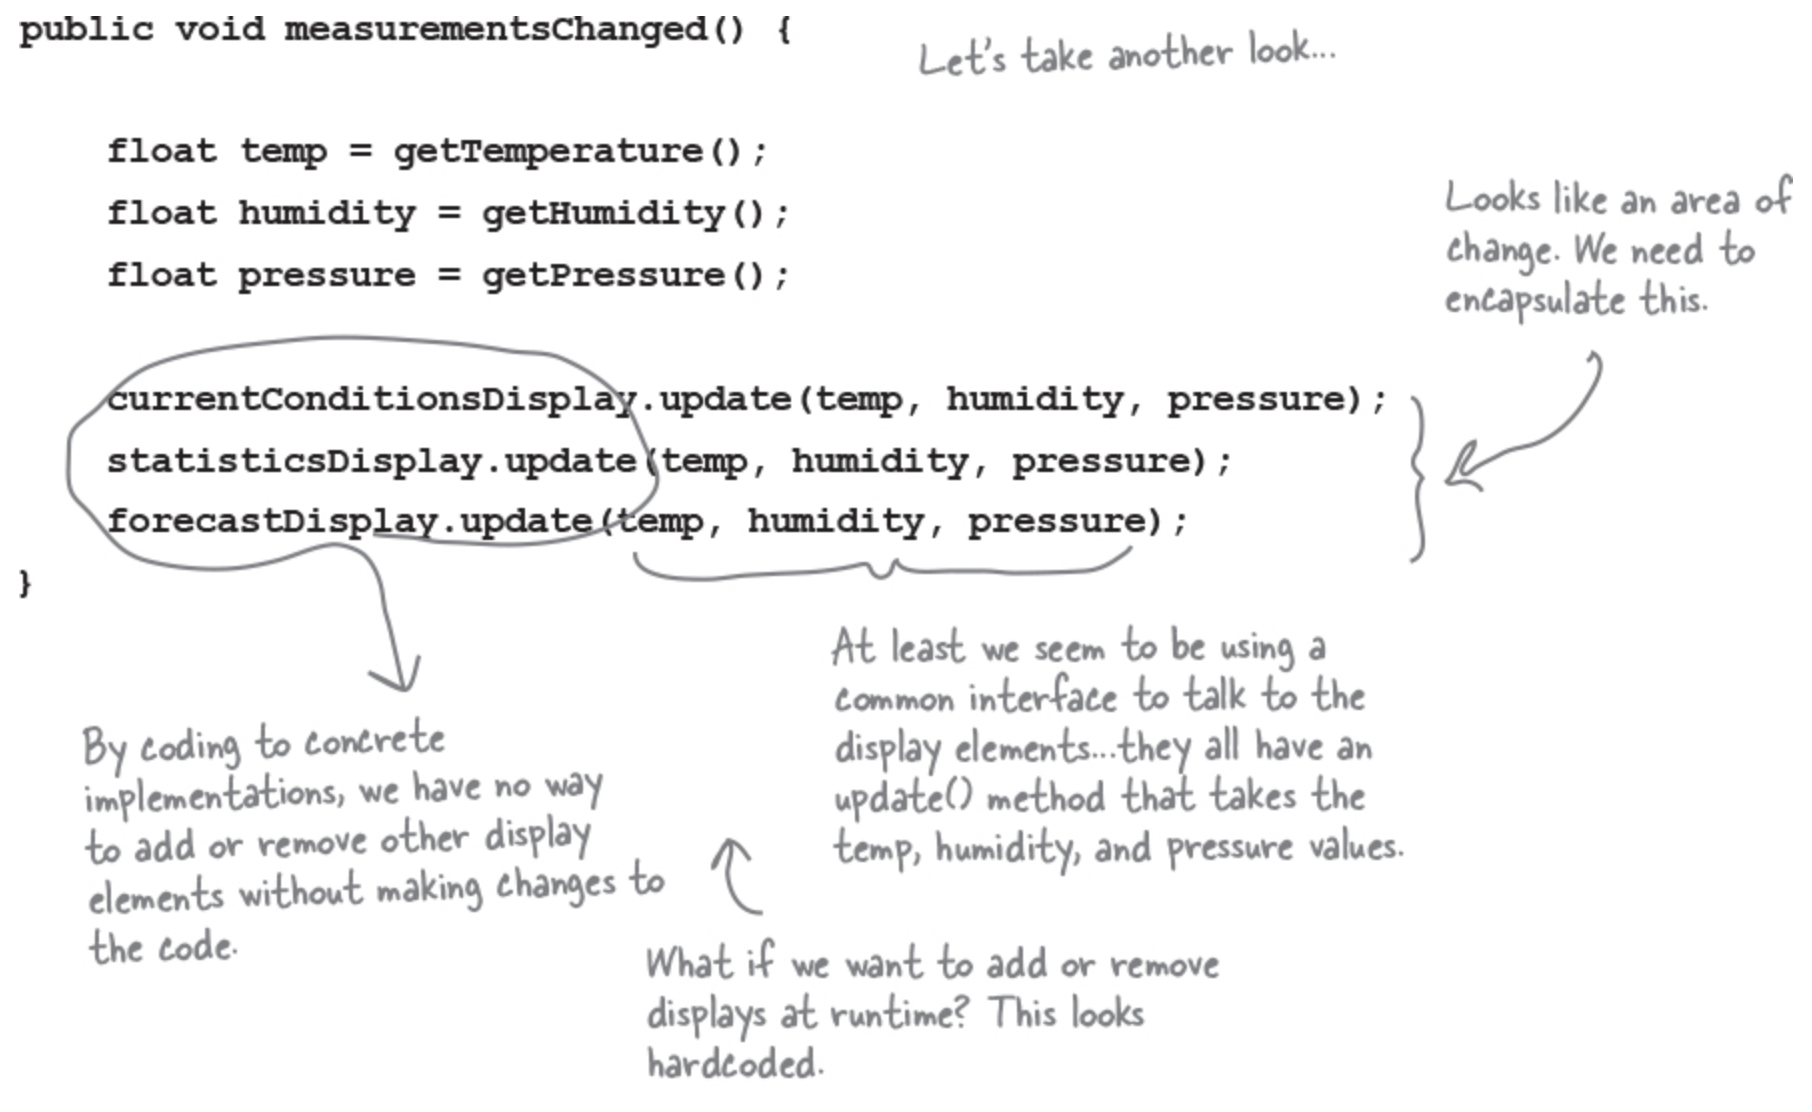 public void measurementsChanged() {
Let's take another look...
float temp = getTemperature();
float humidity = getHumidity();
float pressure = getPressure();
Looks like an area of
change. We need to
encapsulate this.
currentConditionsDisplay.update(temp, humidity, pressure);
statisticsDisplay.update(temp, humidity, pressure);
forecastDisplay.update(temp, humidity, pressure);
}
By coding to concrete
implementations, we have no way
to add or remove other display
elements without making changes to
the code.
At least we seem to be using a
common interface to talk to the
display elements...they all have an
update() method that takes the
temp, humidity, and pressure values.
What if we want to add or remove
displays at runtime? This looks
hardcoded.